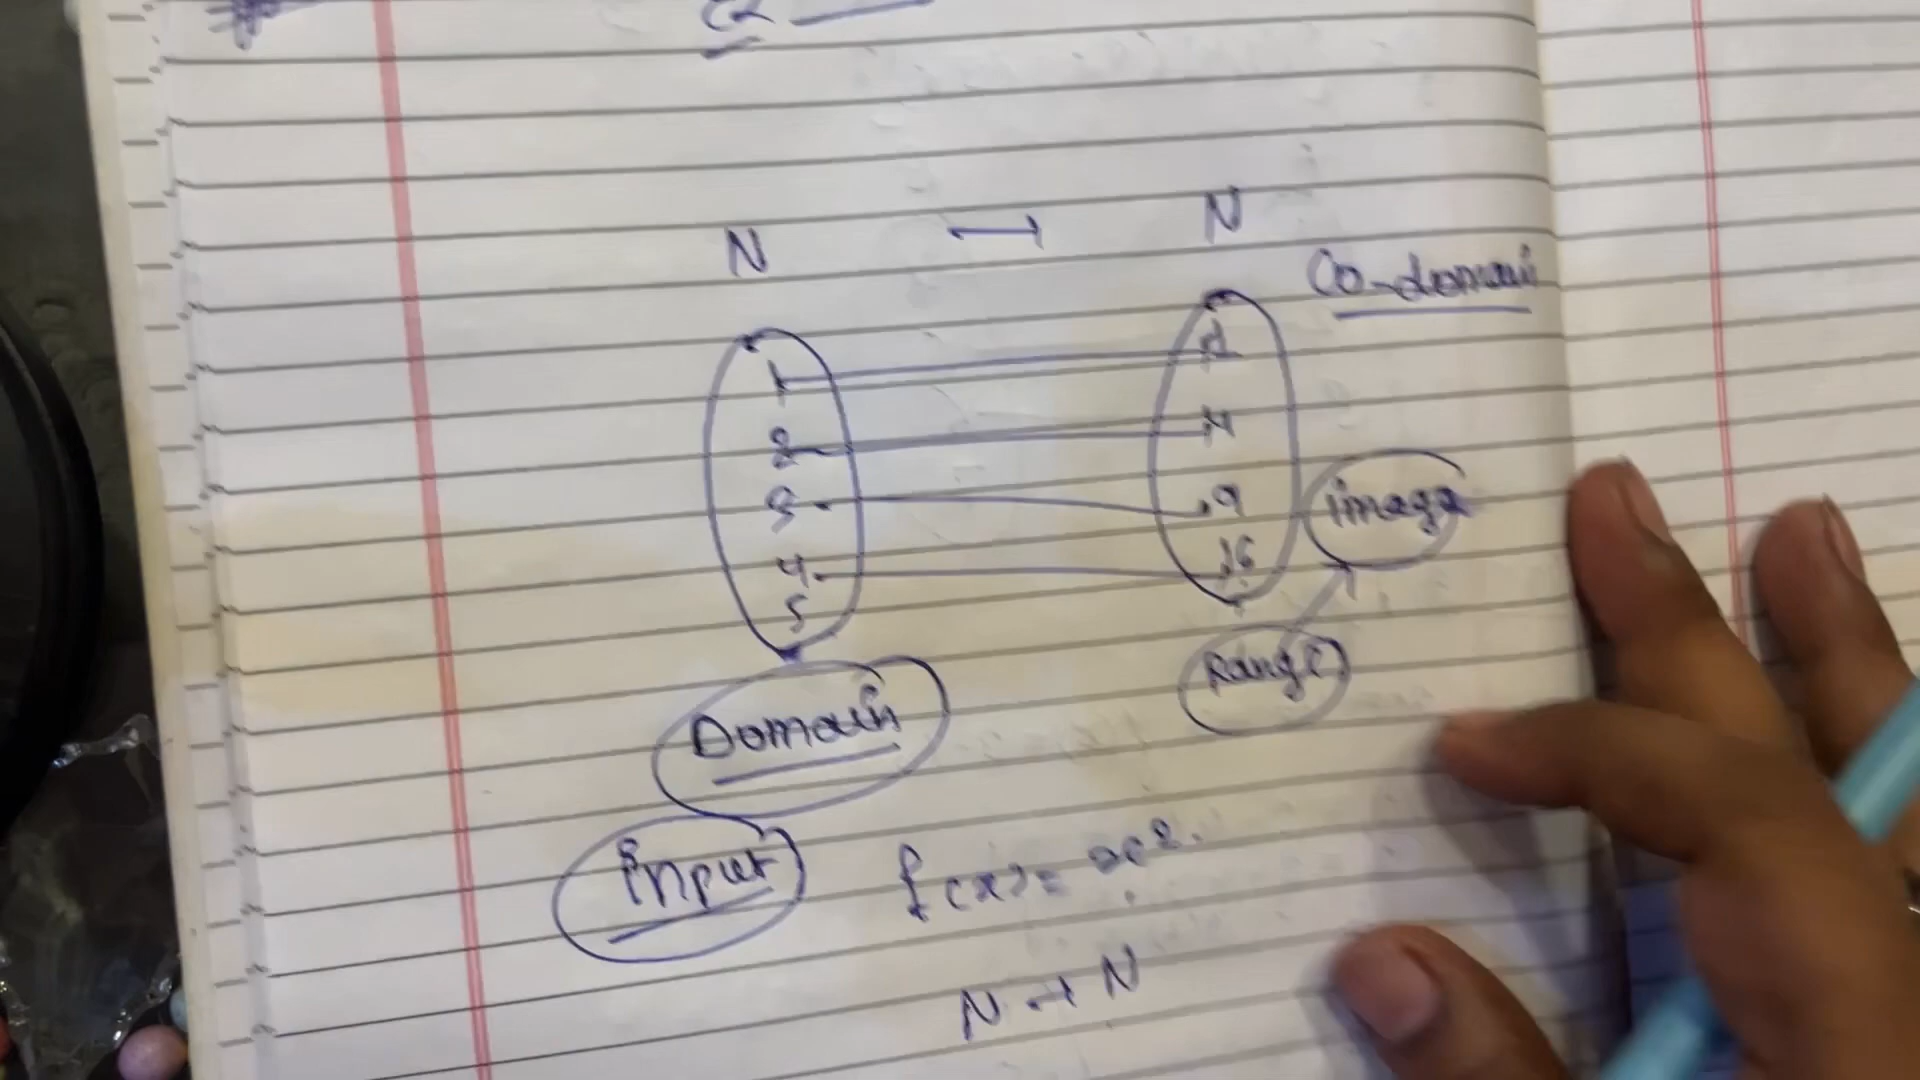 N → N
Co-domain
1 1
2 4
3 9
image
4 16
5
Range
Domain
input
f(x) = x²
N → N